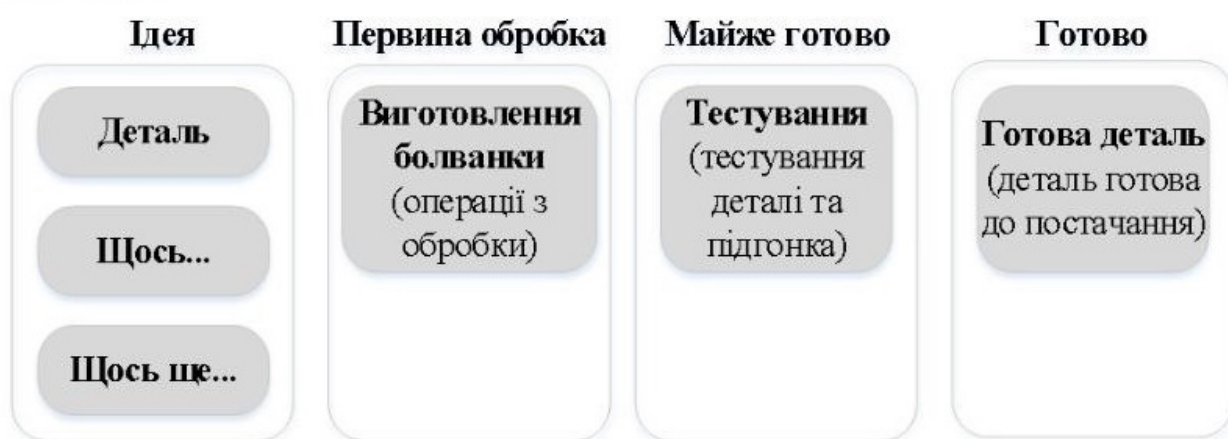 Ідея
Первина обробка
Майже готово
Готово
Деталь
Щось...
Щось ще...
Виготовлення
болванки
(операції з
обробки)
Тестування
(тестування
деталі та
підгонка)
Готова деталь
(деталь готова
до постачання)